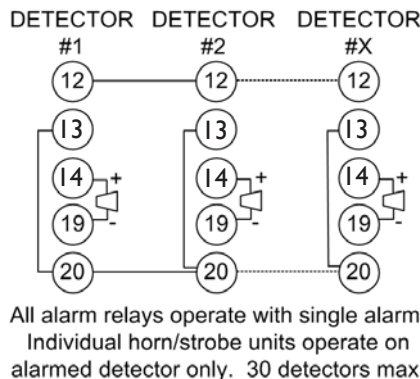 DETECTOR DETECTOR DETECTOR
#1 #2 #X
12 12 12
13 13 13
14 + 14 + 14 +
19 - 19 - 19 -
20 20 20
All alarm relays operate with single alarm
Individual horn/strobe units operate on
alarmed detector only. 30 detectors max